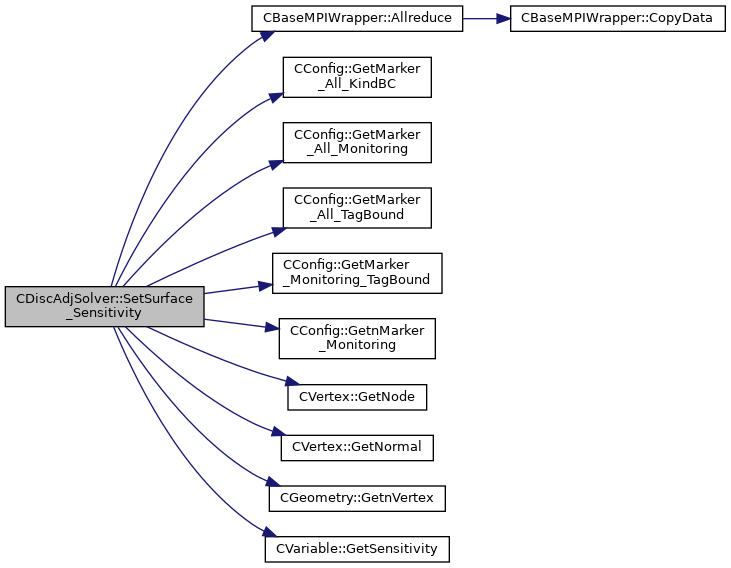 CBaseMPIWrapper::Allreduce
CBaseMPIWrapper::CopyData
CConfig::GetMarker
_All_KindBC
CConfig::GetMarker
_All_Monitoring
CConfig::GetMarker
_All_TagBound
CConfig::GetMarker
_Monitoring_TagBound
CDiscAdjSolver::SetSurface
_Sensitivity
CConfig::GetnMarker
_Monitoring
CVertex::GetNode
CVertex::GetNormal
CGeometry::GetnVertex
CVariable::GetSensitivity